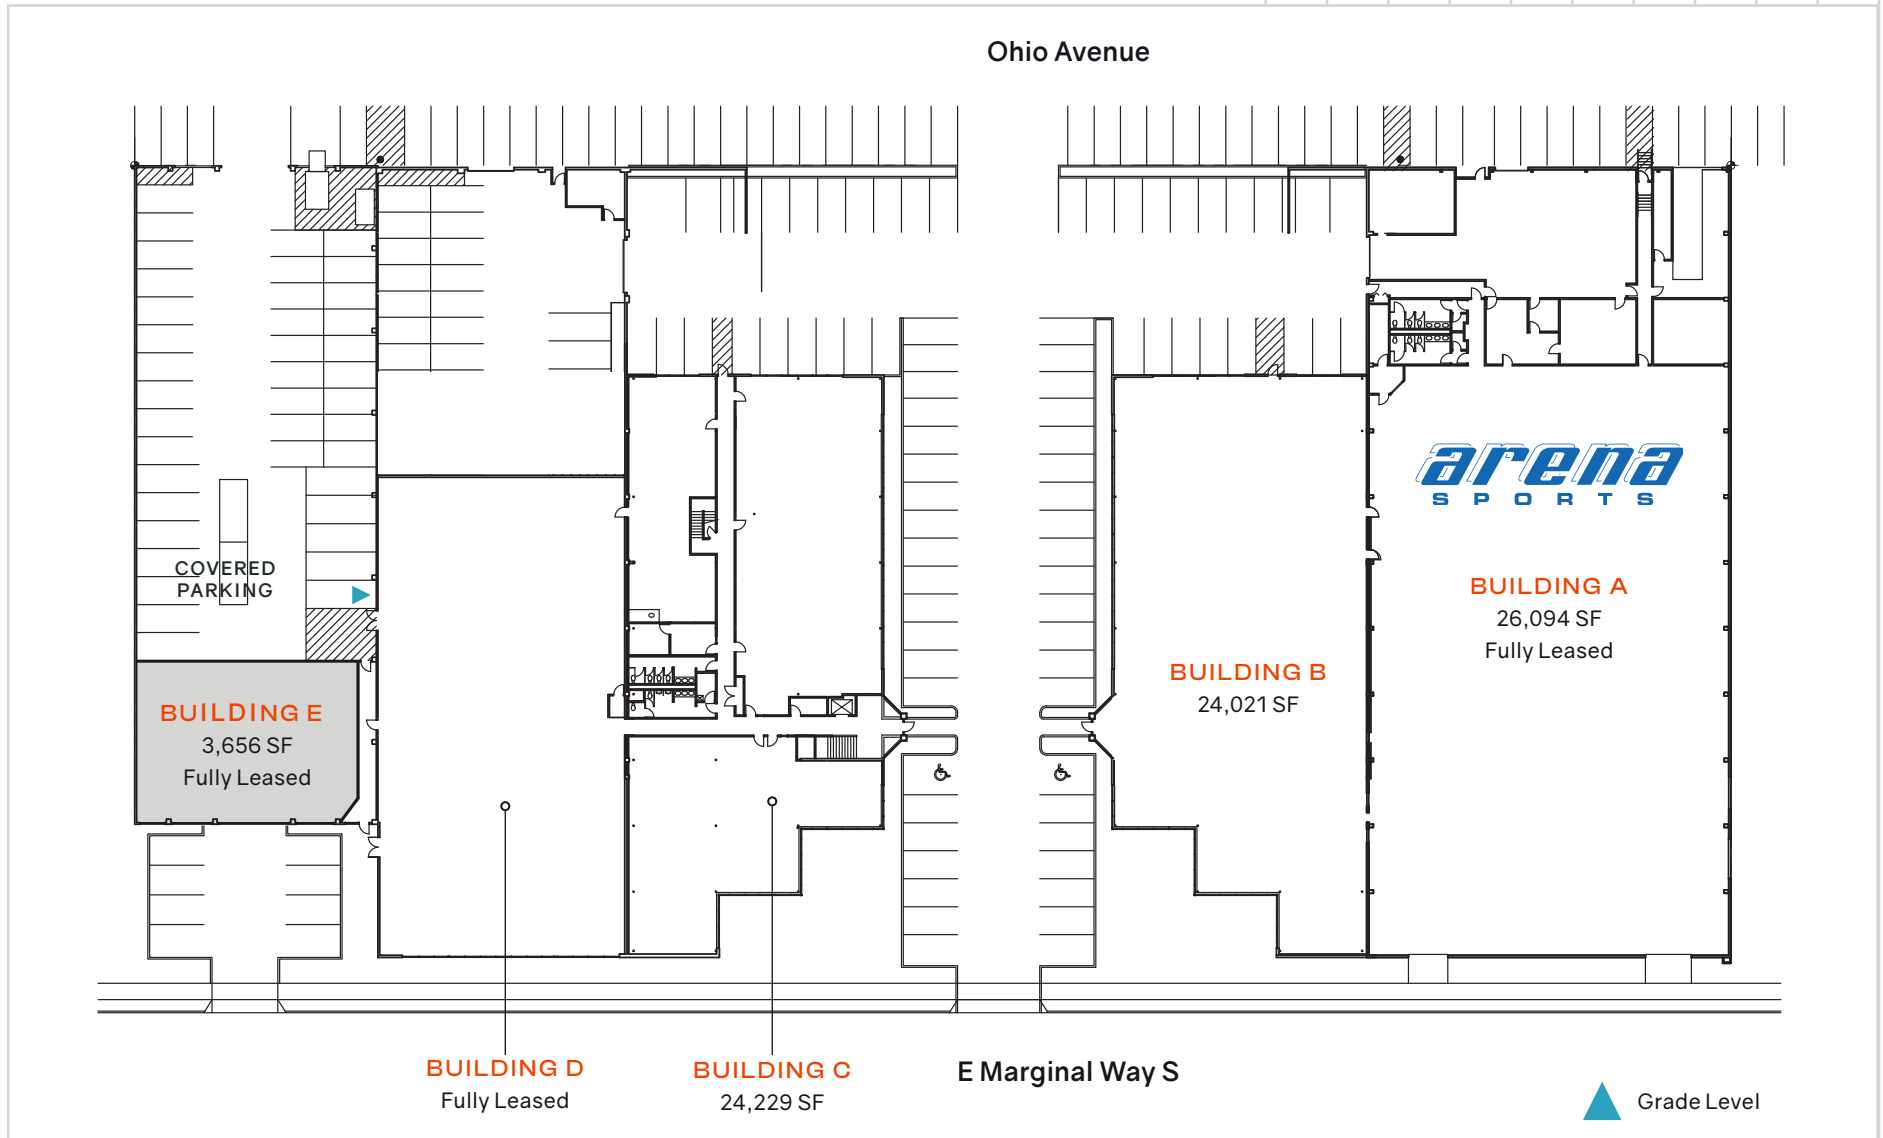 Ohio Avenue
arena
SPORTS
COVERED
PARKING
BUILDING A
26,094 SF
Fully Leased
BUILDING B
24,021 SF
BUILDING E
3,656 SF
Fully Leased
BUILDING D
Fully Leased
BUILDING C
24,229 SF
E Marginal Way S
Grade Level